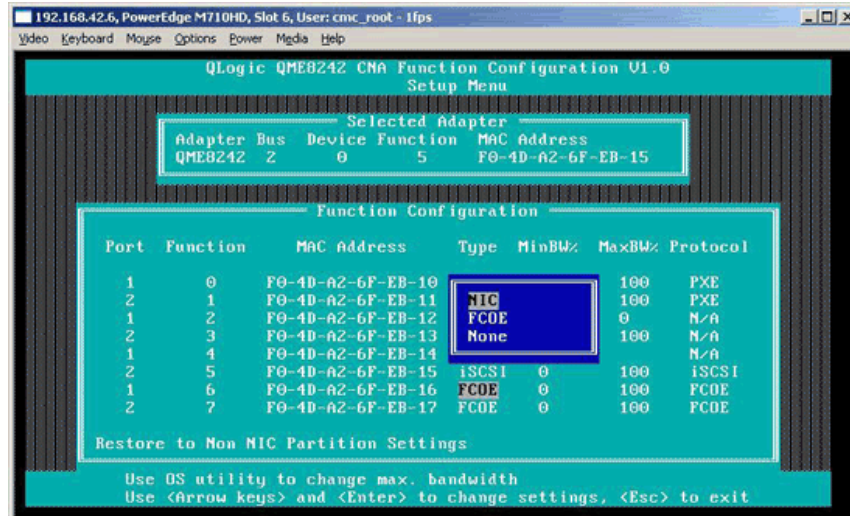 192.168.42.6, PowerEdge M710HD, Slot 6, User: cmc_root - 1fps
Video Keyboard Mouse Options Power Media Help
QLogic QME8242 CNA Function Configuration V1.0
Setup Menu
Selected Adapter
Adapter Bus Device Function MAC Address
QME8242 2 0 5 F0-4D-A2-6F-EB-15
Function Configuration
Port Function MAC Address Type MinBW% MaxBW% Protocol
1 0 F0-4D-A2-6F-EB-10 100 PXE
2 1 F0-4D-A2-6F-EB-11 NIC 100 PXE
1 2 F0-4D-A2-6F-EB-12 FCOE 0 N/A
2 3 F0-4D-A2-6F-EB-13 None 100 N/A
1 4 F0-4D-A2-6F-EB-14 N/A
2 5 F0-4D-A2-6F-EB-15 iSCSI 0 100 iSCSI
1 6 F0-4D-A2-6F-EB-16 FCOE 0 100 FCOE
2 7 F0-4D-A2-6F-EB-17 FCOE 0 100 FCOE
Restore to Non NIC Partition Settings
Use OS utility to change max. bandwidth
Use <Arrow keys> and <Enter> to change settings, <Esc> to exit